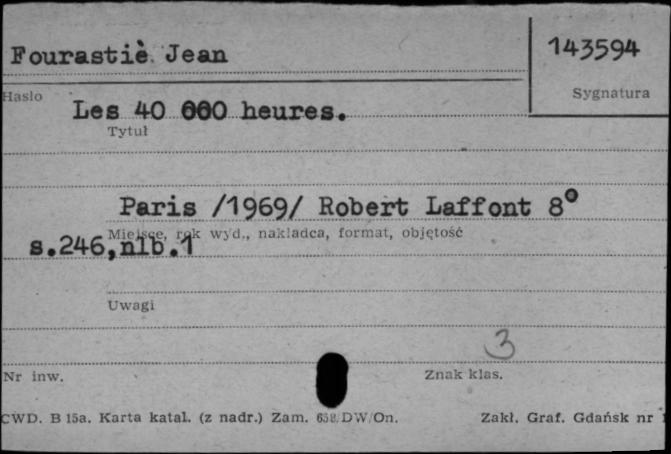 Fourastiè Jean
143594
Hasło
Sygnatura
Les 40 000 heures.
Tytuł
Paris /1969/ Robert Laffont 8°
Miejsce, rok wyd., nakładca, format, objętość
s.246,nlb.1
Uwagi
3
Nr inw.
Znak klas.
CWD. B 15a. Karta katal. (z nadr.) Zam. DW/On.
Zakł. Graf. Gdańsk nr